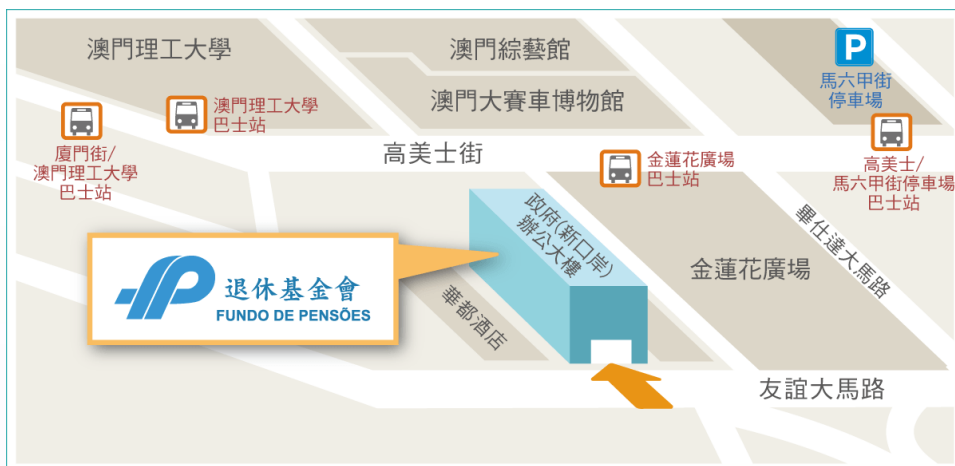 澳門理工大學
澳門綜藝館
澳門大賽車博物館
P
馬六甲街
停車場
澳門理工大學
巴士站
廈門街/
澳門理工大學
巴士站
高美士街
金蓮花廣場
巴士站
高美士/
馬六甲街停車場
巴士站
政府(新口岸)
辦公大樓
金蓮花廣場
畢仕達大馬路
退休基金會
FUNDO DE PENSÕES
華都酒店
友誼大馬路